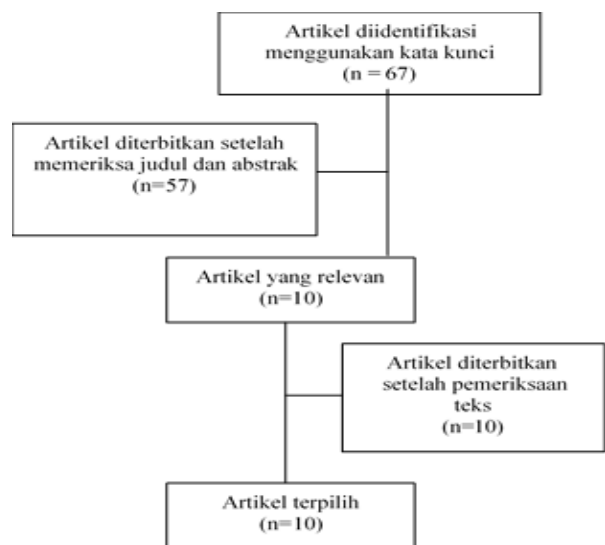 Artikel diidentifikasi
menggunakan kata kunci
(n = 67)
Artikel diterbitkan setelah
memeriksa judul dan abstrak
(n=57)
Artikel yang relevan
(n=10)
Artikel diterbitkan
setelah pemeriksaan
teks
(n=10)
Artikel terpilih
(n=10)